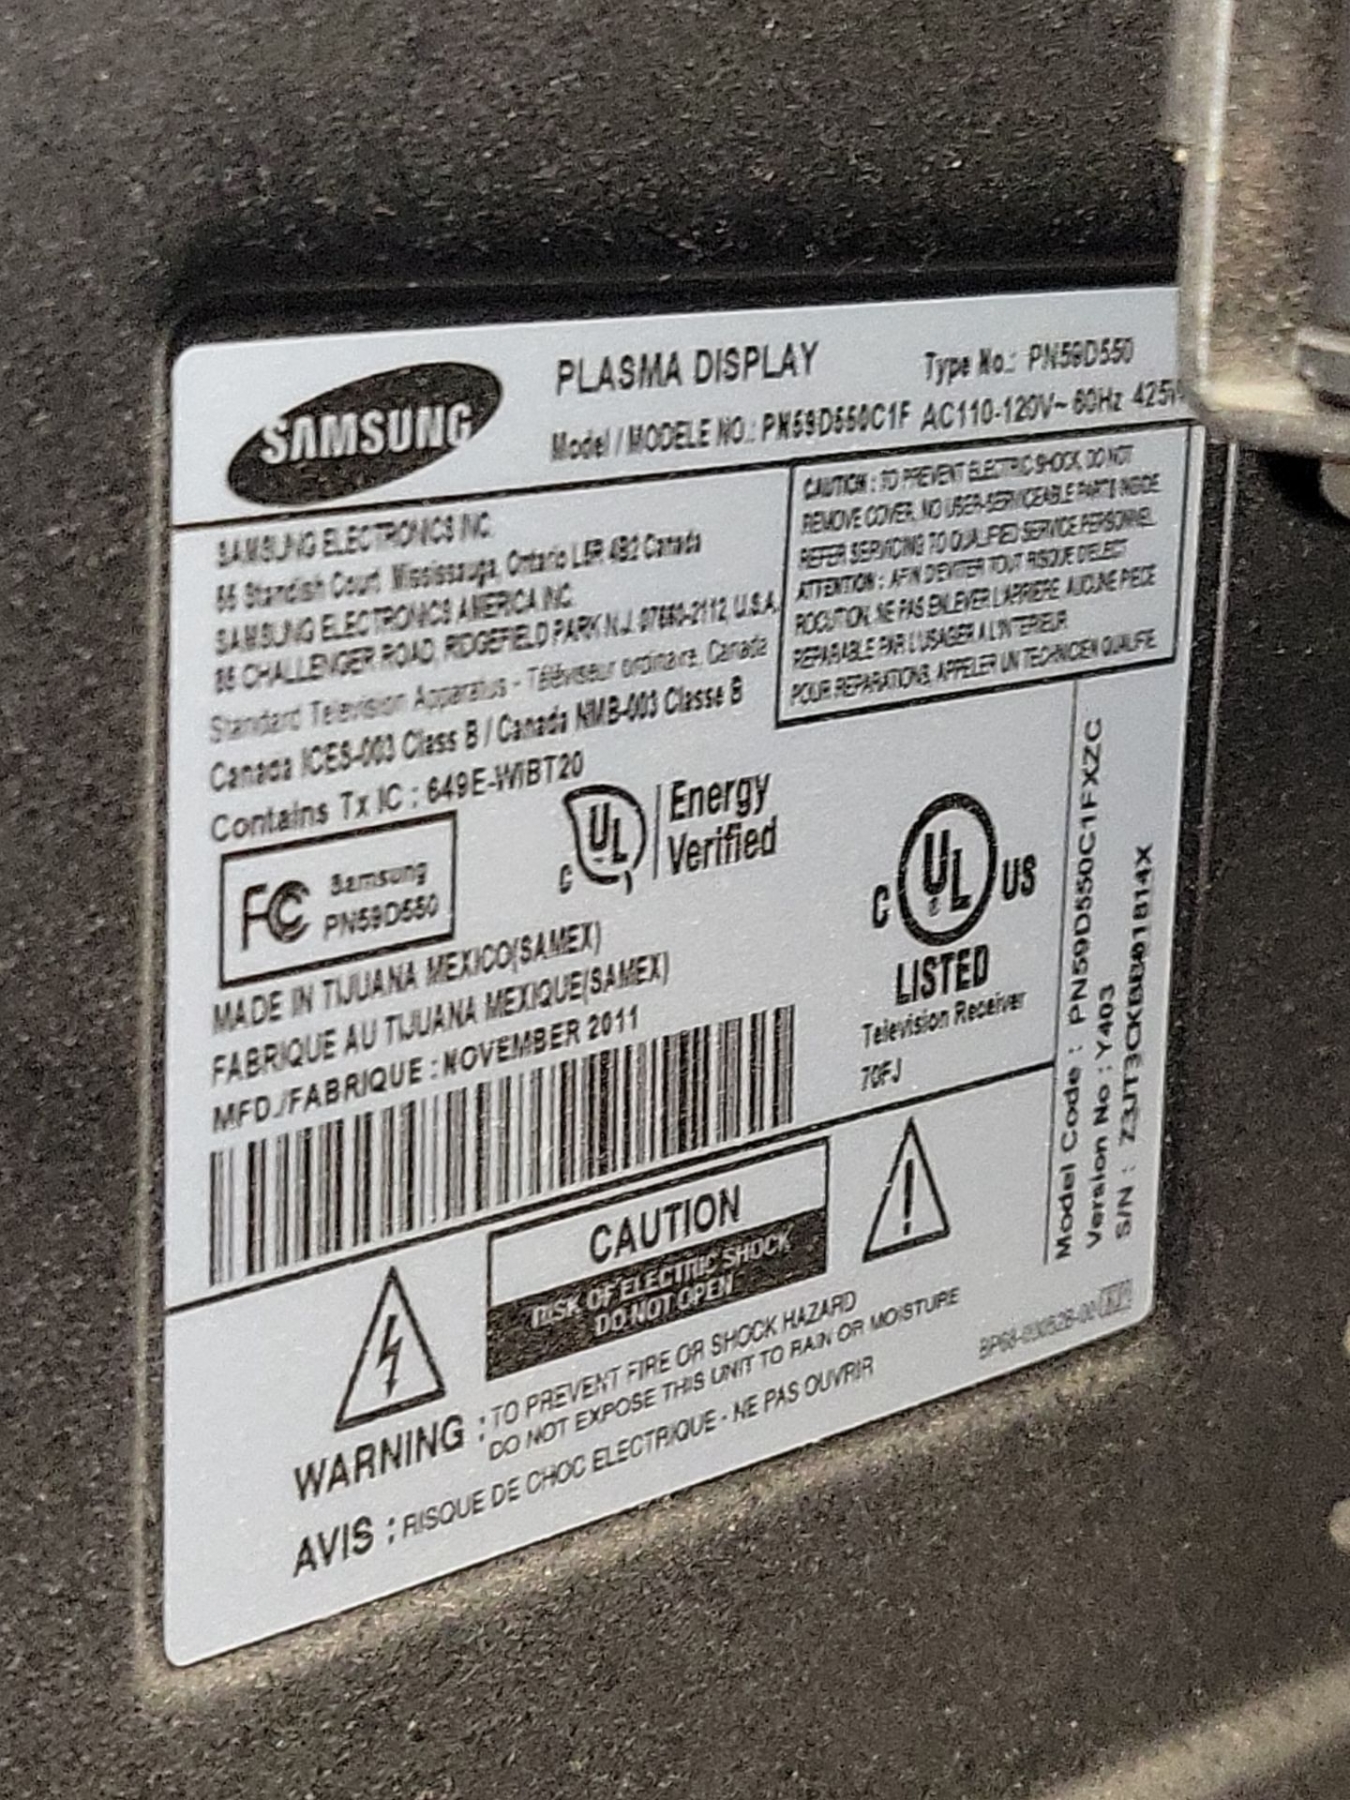 SAMSUNG
PLASMA DISPLAY
Type No.: PN59D550
Model / MODELE NO.: PN59D550C1F AC110-120V~ 60Hz 425W
SAMSUNG ELECTRONICS INC.
55 Standish Court Mississauga, Ontario L5R 4B2 Canada
SAMSUNG ELECTRONICS AMERICA INC.
85 CHALLENGER ROAD, RIDGEFIELD PARK N.J. 07660-2112, U.S.A.
Standard Television Apparatus - Téléviseur ordinaire, Canada
Canada ICES-003 Class B / Canada NMB-003 Classe B
Contains Tx IC : 649E-WIBT20
CAUTION : TO PREVENT ELECTRIC SHOCK, DO NOT
REMOVE COVER, NO USER-SERVICEABLE PARTS INSIDE
REFER SERVICING TO QUALIFIED SERVICE PERSONNEL
ATTENTION : AFIN D'EVITER TOUT RISQUE D'ELECT
ROCUTION, NE PAS ENLEVER L'ARRIERE, AUCUNE PIECE
REPARABLE PAR L'USAGER A L'INTERIEUR
POUR REPARATIONS, APPELER UN TECHNICIEN QUALIFIE
FC Samsung
PN59D550
C UL Energy
Verified
C UL US
®
LISTED
Television Receiver
70FJ
MADE IN TIJUANA MEXICO(SAMEX)
FABRIQUE AU TIJUANA MEXIQUE(SAMEX)
MFD./FABRIQUE : NOVEMBER 2011
Model Code : PN59D550C1FXZC
Version No : Y403
S/N :
CAUTION
RISK OF ELECTRIC SHOCK
DO NOT OPEN
WARNING : TO PREVENT FIRE OR SHOCK HAZARD
DO NOT EXPOSE THIS UNIT TO RAIN OR MOISTURE
AVIS : RISQUE DE CHOC ELECTRIQUE - NE PAS OUVRIR